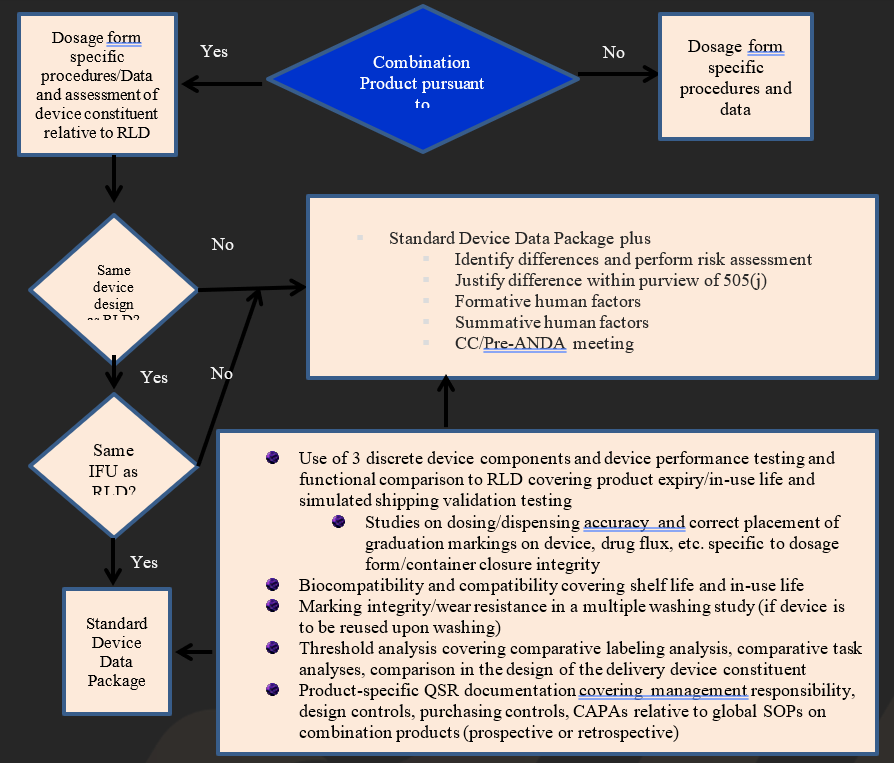 Dosage form
specific
procedures/Data
and assessment of
device constituent
relative to RLD
Yes
Combination
Product pursuant
to
No
Dosage form
specific
procedures and
data
Same
device
design
as RLD?
No
Yes
No
Standard Device Data Package plus
Identify differences and perform risk assessment
Justify difference within purview of 505(j)
Formative human factors
Summative human factors
CC/Pre-ANDA meeting
Same
IFU as
RLD?
Yes
Standard
Device
Data
Package
Use of 3 discrete device components and device performance testing and
functional comparison to RLD covering product expiry/in-use life and
simulated shipping validation testing
Studies on dosing/dispensing accuracy and correct placement of
graduation markings on device, drug flux, etc. specific to dosage
form/container closure integrity
Biocompatibility and compatibility covering shelf life and in-use life
Marking integrity/wear resistance in a multiple washing study (if device is
to be reused upon washing)
Threshold analysis covering comparative labeling analysis, comparative task
analyses, comparison in the design of the delivery device constituent
Product-specific QSR documentation covering management responsibility,
design controls, purchasing controls, CAPAs relative to global SOPs on
combination products (prospective or retrospective)